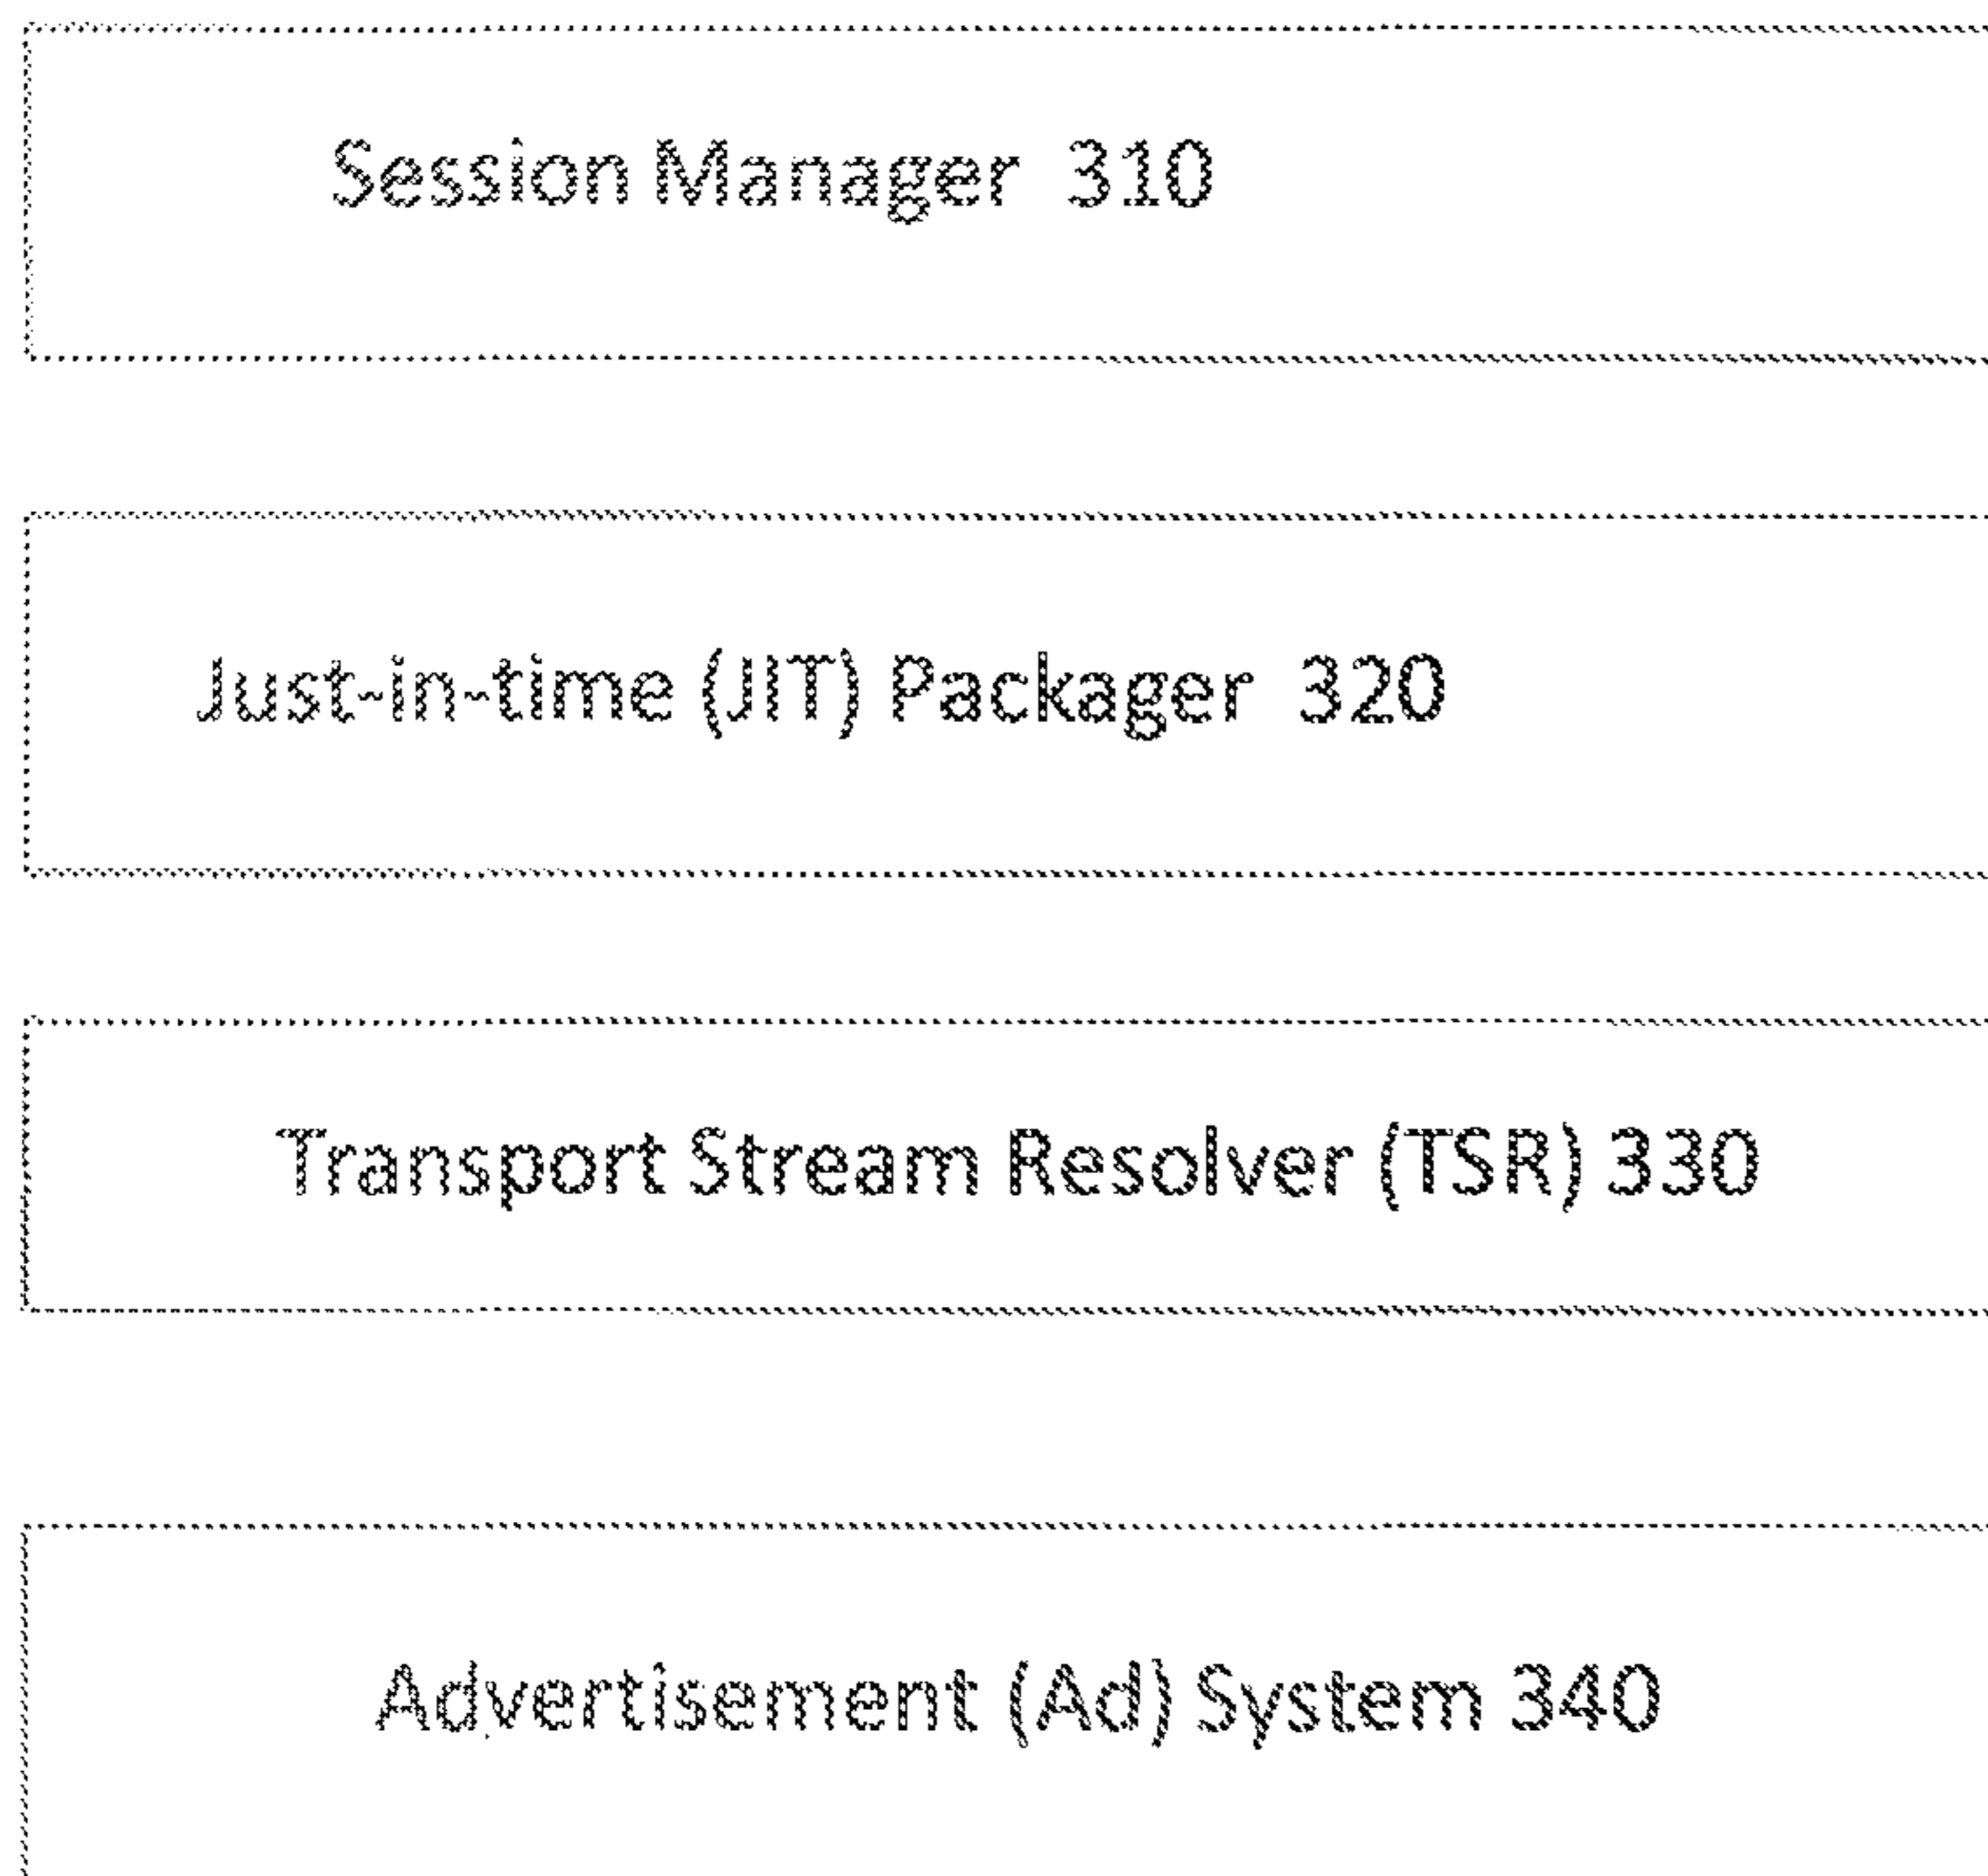 Session Manager 310
Just-in-time (JIT) Packager 320
Transport Stream Resolver (TSR) 330
Advertisement (Ad) System 340